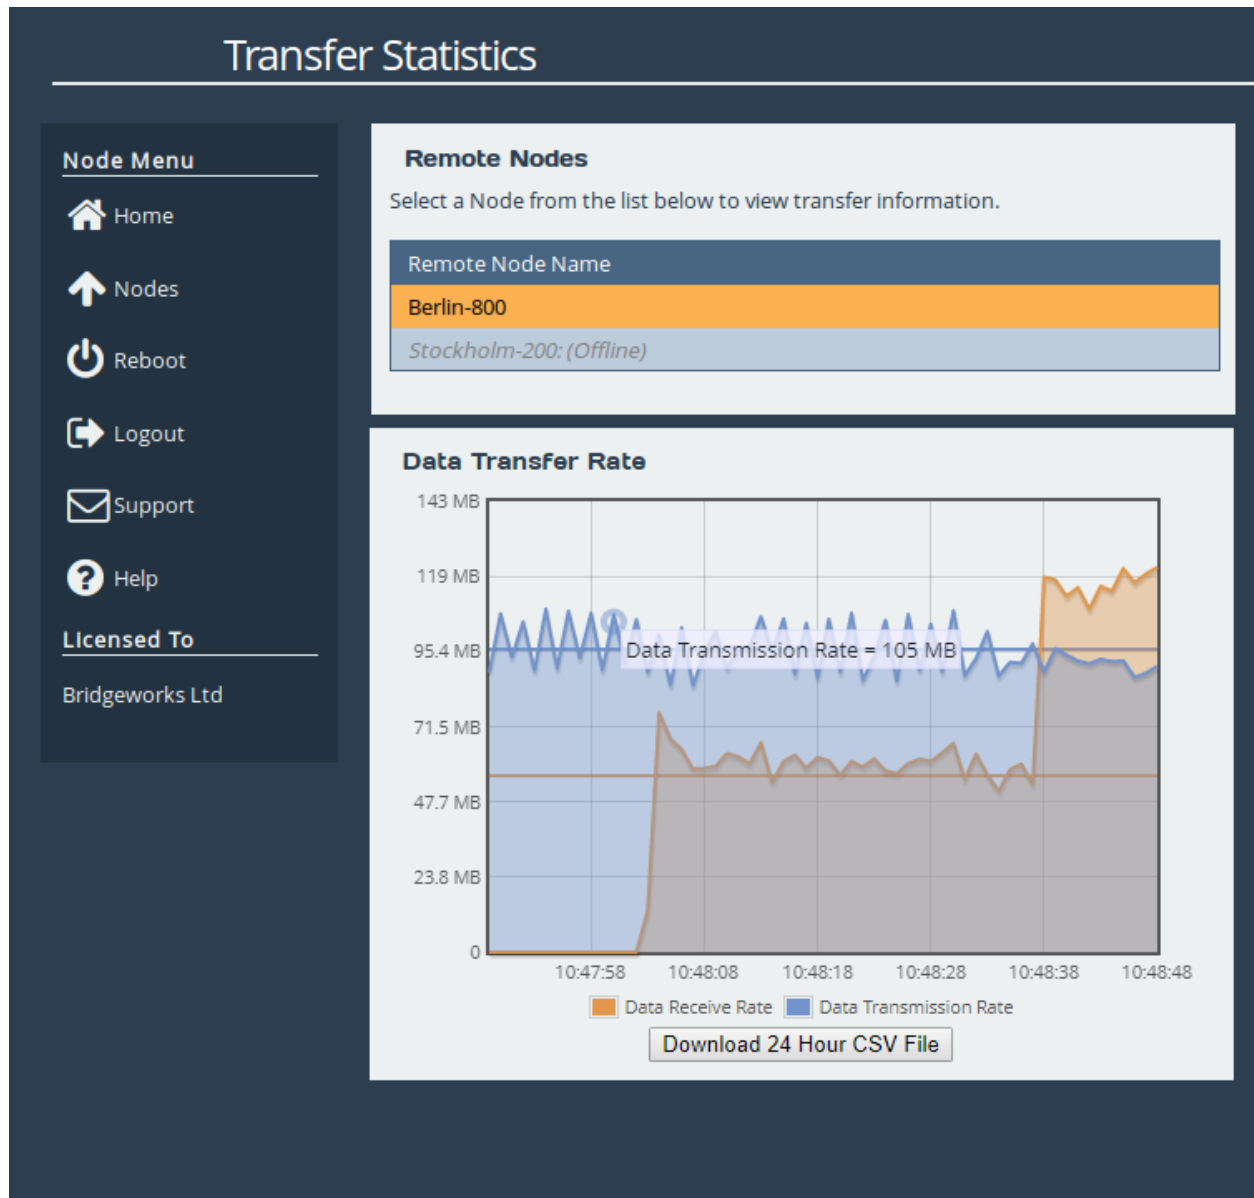 Transfer Statistics
Node Menu
Home
Nodes
Reboot
Logout
Support
Help
Licensed To
Bridgeworks Ltd
Remote Nodes
Select a Node from the list below to view transfer information.
Remote Node Name
Berlin-800
Stockholm-200: (Offline)
Data Transfer Rate
143 MB
119 MB
95.4 MB
71.5 MB
47.7 MB
23.8 MB
0
Data Transmission Rate = 105 MB
10:47:58 10:48:08 10:48:18 10:48:28 10:48:38 10:48:48
Data Receive Rate Data Transmission Rate
Download 24 Hour CSV File